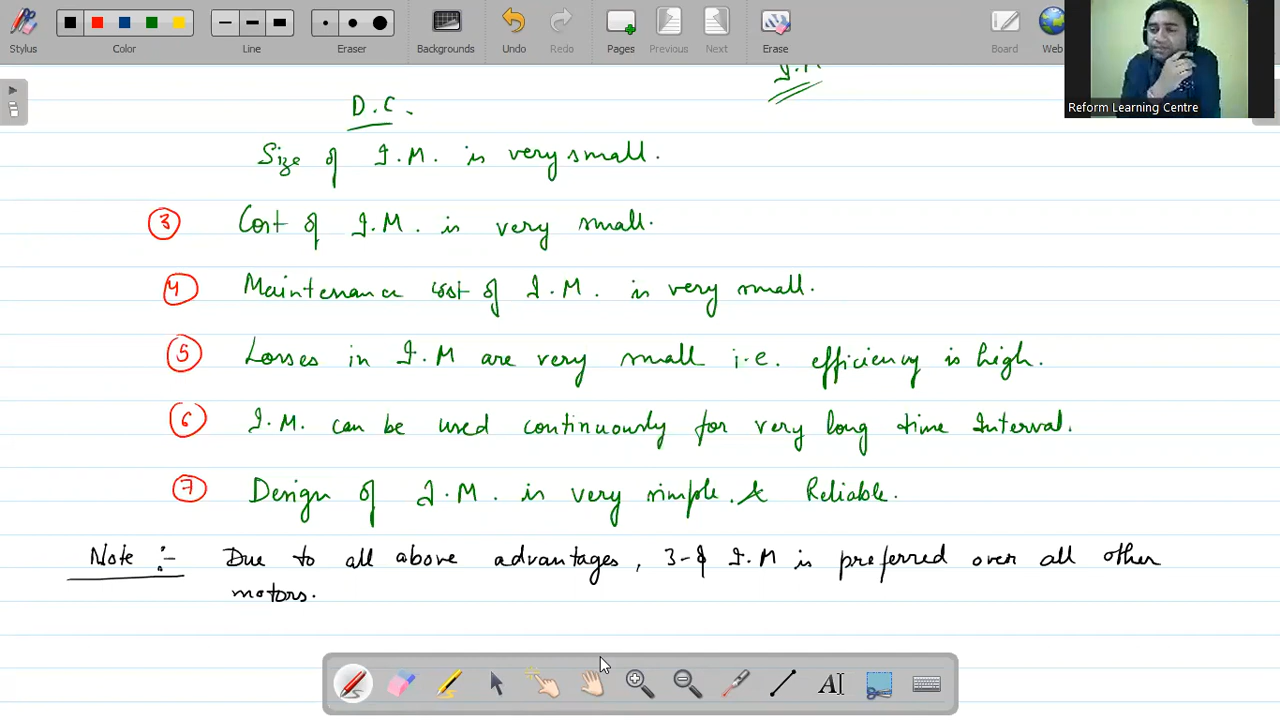 Stylus
Color
Line
Eraser
Backgrounds
Undo
Redo
Pages
Previous
Next
Erase
Board
Web
Reform Learning Centre
I.M
D.C.
Size of I.M. is very small.
3 Cost of I.M. is very small.
4 Maintenance cost of I.M. is very small.
5 Losses in I.M are very small i.e. efficiency is high.
6 I.M. can be used continuously for very long time Interval.
7 Design of I.M. is very simple. & Reliable.
Note :- Due to all above advantages, 3-ϕ I.M is preferred over all other
motors.